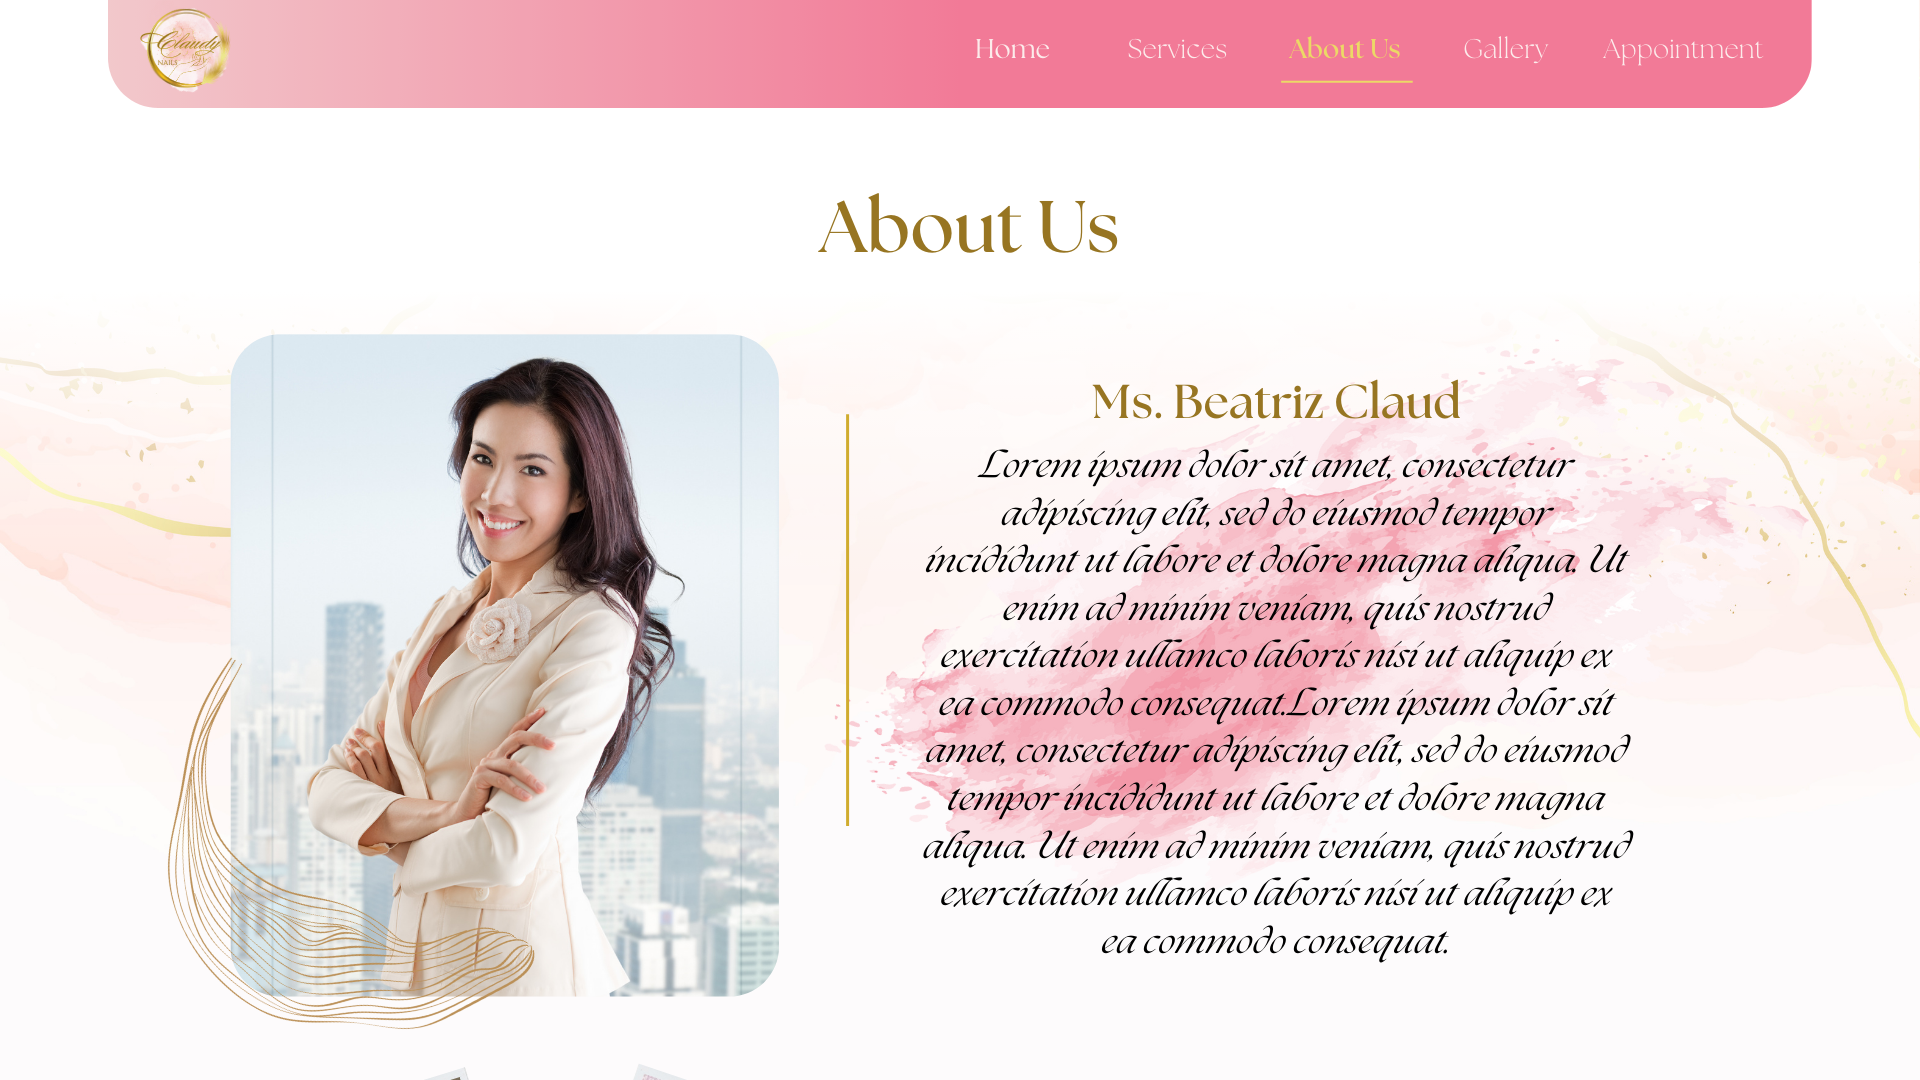 Claudy
NAILS
Home
Services
About Us
Gallery
Appointment
About Us
Ms. Beatriz Claud
Lorem ipsum dolor sit amet, consectetur
adipiscing elit, sed do eiusmod tempor
incididunt ut labore et dolore magna aliqua. Ut
enim ad minim veniam, quis nostrud
exercitation ullamco laboris nisi ut aliquip ex
ea commodo consequat.Lorem ipsum dolor sit
amet, consectetur adipiscing elit, sed do eiusmod
tempor incididunt ut labore et dolore magna
aliqua. Ut enim ad minim veniam, quis nostrud
exercitation ullamco laboris nisi ut aliquip ex
ea commodo consequat.